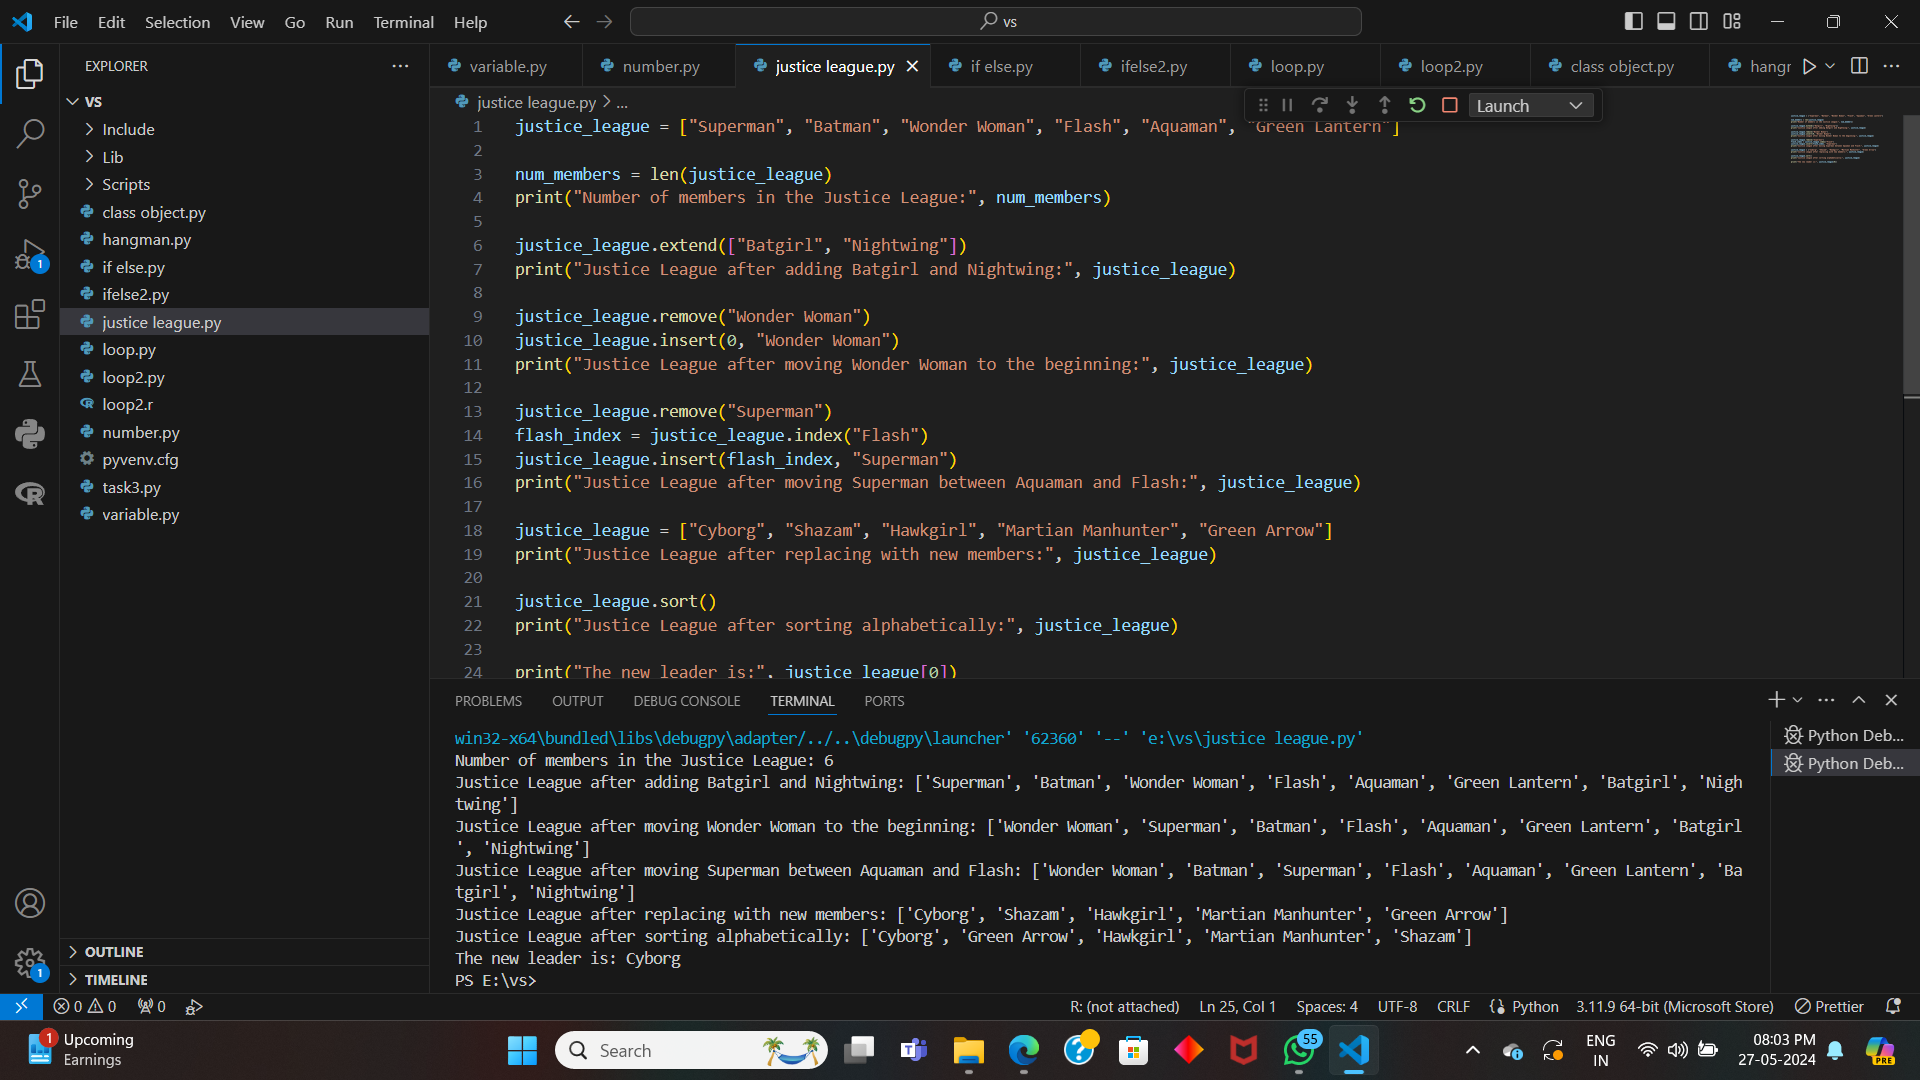 File Edit Selection View Go Run Terminal Help
vs
EXPLORER
VS
Include
Lib
Scripts
class object.py
hangman.py
if else.py
ifelse2.py
justice league.py
loop.py
loop2.py
loop2.r
number.py
pyvenv.cfg
task3.py
variable.py
OUTLINE
TIMELINE
variable.py number.py justice league.py if else.py ifelse2.py loop.py loop2.py class object.py hangr
justice league.py > ...
Launch
1 justice_league = ["Superman", "Batman", "Wonder Woman", "Flash", "Aquaman", "Green Lantern"]
2
3 num_members = len(justice_league)
4 print("Number of members in the Justice League:", num_members)
5
6 justice_league.extend(["Batgirl", "Nightwing"])
7 print("Justice League after adding Batgirl and Nightwing:", justice_league)
8
9 justice_league.remove("Wonder Woman")
10 justice_league.insert(0, "Wonder Woman")
11 print("Justice League after moving Wonder Woman to the beginning:", justice_league)
12
13 justice_league.remove("Superman")
14 flash_index = justice_league.index("Flash")
15 justice_league.insert(flash_index, "Superman")
16 print("Justice League after moving Superman between Aquaman and Flash:", justice_league)
17
18 justice_league = ["Cyborg", "Shazam", "Hawkgirl", "Martian Manhunter", "Green Arrow"]
19 print("Justice League after replacing with new members:", justice_league)
20
21 justice_league.sort()
22 print("Justice League after sorting alphabetically:", justice_league)
23
24 print("The new leader is:", justice_league[0])
PROBLEMS OUTPUT DEBUG CONSOLE TERMINAL PORTS
win32-x64\bundled\libs\debugpy\adapter/../..\debugpy\launcher' '62360' '--' 'e:\vs\justice league.py'
Number of members in the Justice League: 6
Justice League after adding Batgirl and Nightwing: ['Superman', 'Batman', 'Wonder Woman', 'Flash', 'Aquaman', 'Green Lantern', 'Batgirl', 'Nigh
twing']
Justice League after moving Wonder Woman to the beginning: ['Wonder Woman', 'Superman', 'Batman', 'Flash', 'Aquaman', 'Green Lantern', 'Batgirl
', 'Nightwing']
Justice League after moving Superman between Aquaman and Flash: ['Wonder Woman', 'Batman', 'Superman', 'Flash', 'Aquaman', 'Green Lantern', 'Ba
tgirl', 'Nightwing']
Justice League after replacing with new members: ['Cyborg', 'Shazam', 'Hawkgirl', 'Martian Manhunter', 'Green Arrow']
Justice League after sorting alphabetically: ['Cyborg', 'Green Arrow', 'Hawkgirl', 'Martian Manhunter', 'Shazam']
The new leader is: Cyborg
PS E:\vs>
Python Deb...
Python Deb...
1
1
0 0 0
R: (not attached) Ln 25, Col 1 Spaces: 4 UTF-8 CRLF Python 3.11.9 64-bit (Microsoft Store) Prettier
1
Upcoming
Earnings
Search
55
ENG
IN
08:03 PM
27-05-2024
PRE